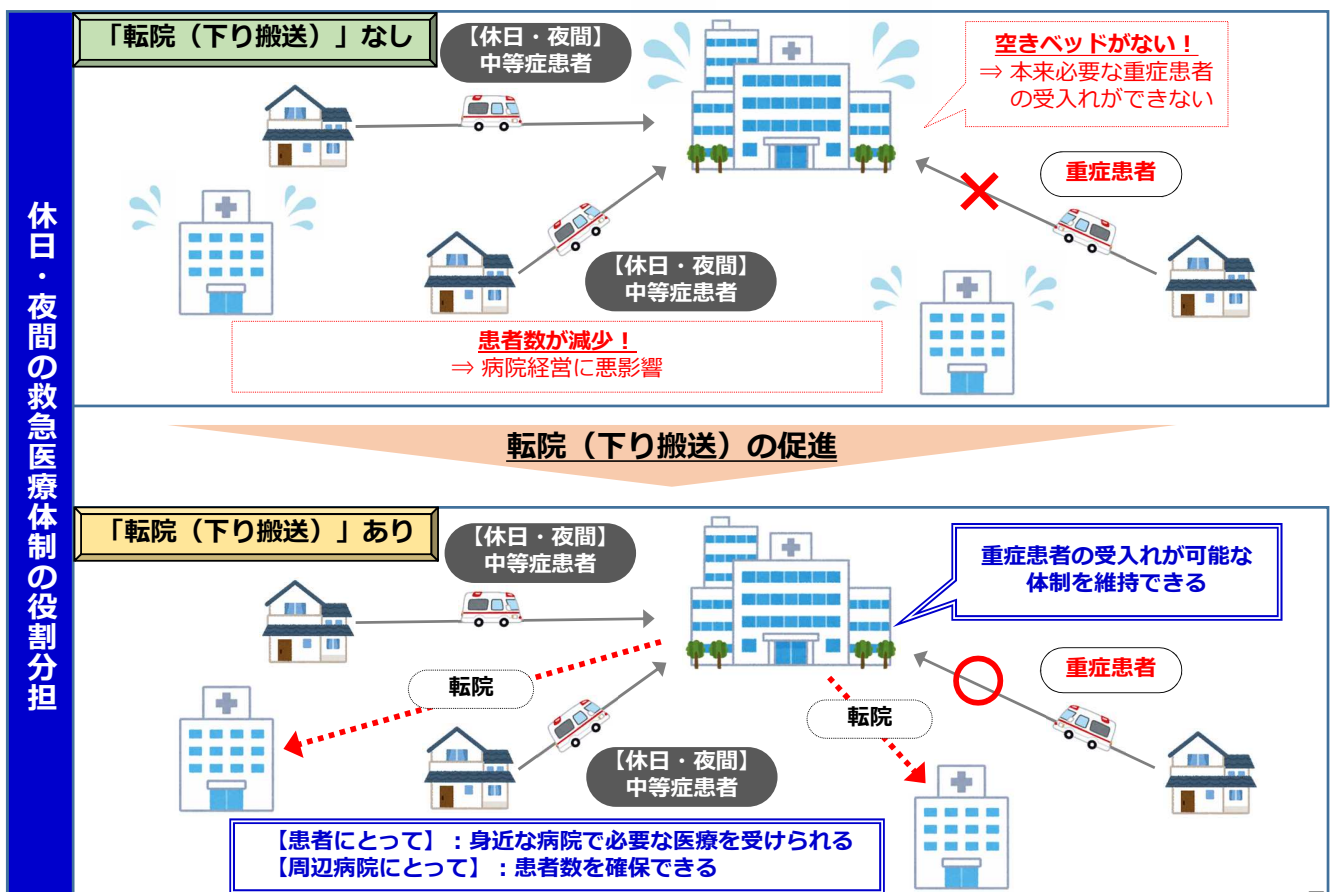 休日・夜間の救急医療体制の役割分担
「転院（下り搬送）」なし
【休日・夜間】
中等症患者
空きベッドがない！
⇒ 本来必要な重症患者
の受入れができない
重症患者
【休日・夜間】
中等症患者
患者数が減少！
⇒ 病院経営に悪影響
転院（下り搬送）の促進
「転院（下り搬送）」あり
【休日・夜間】
中等症患者
重症患者の受入れが可能な
体制を維持できる
重症患者
転院
転院
【休日・夜間】
中等症患者
【患者にとって】：身近な病院で必要な医療を受けられる
【周辺病院にとって】：患者数を確保できる